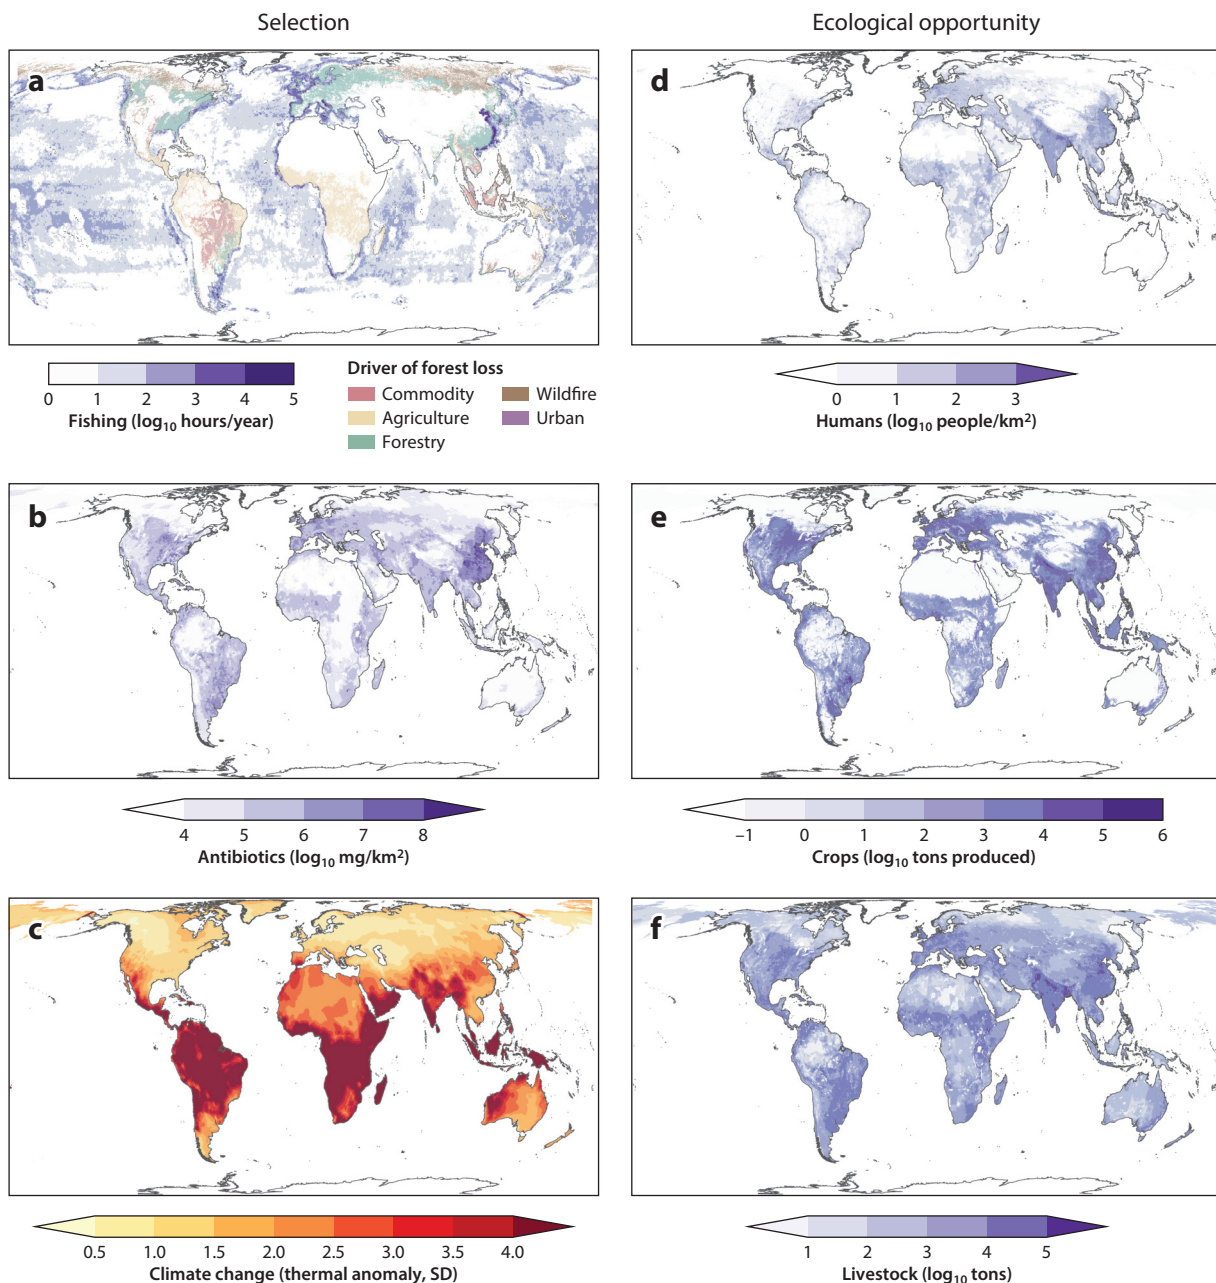 Selection
Ecological opportunity
a
d
0 1 2 3 4 5
Fishing (log₁₀ hours/year)
Driver of forest loss
Commodity
Wildfire
Agriculture
Urban
Forestry
0 1 2 3
Humans (log₁₀ people/km²)
b
e
4 5 6 7 8
Antibiotics (log₁₀ mg/km²)
−1 0 1 2 3 4 5 6
Crops (log₁₀ tons produced)
c
f
0.5 1.0 1.5 2.0 2.5 3.0 3.5 4.0
Climate change (thermal anomaly, SD)
1 2 3 4 5
Livestock (log₁₀ tons)